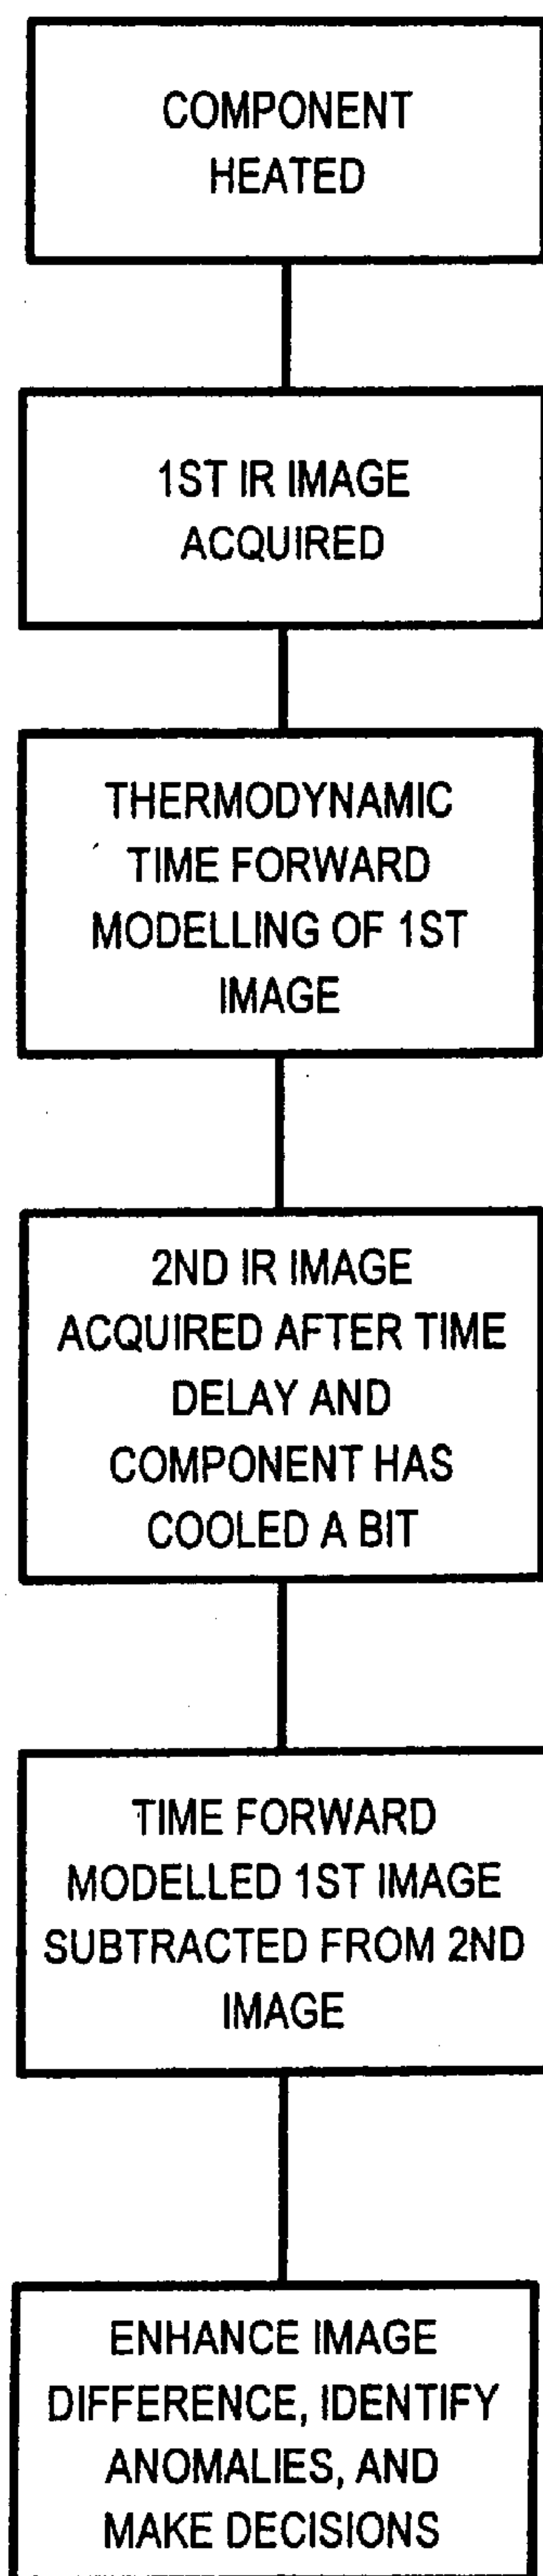 COMPONENT
HEATED
1ST IR IMAGE
ACQUIRED
THERMODYNAMIC
TIME FORWARD
MODELLING OF 1ST
IMAGE
2ND IR IMAGE
ACQUIRED AFTER TIME
DELAY AND
COMPONENT HAS
COOLED A BIT
TIME FORWARD
MODELLED 1ST IMAGE
SUBTRACTED FROM 2ND
IMAGE
ENHANCE IMAGE
DIFFERENCE, IDENTIFY
ANOMALIES, AND
MAKE DECISIONS